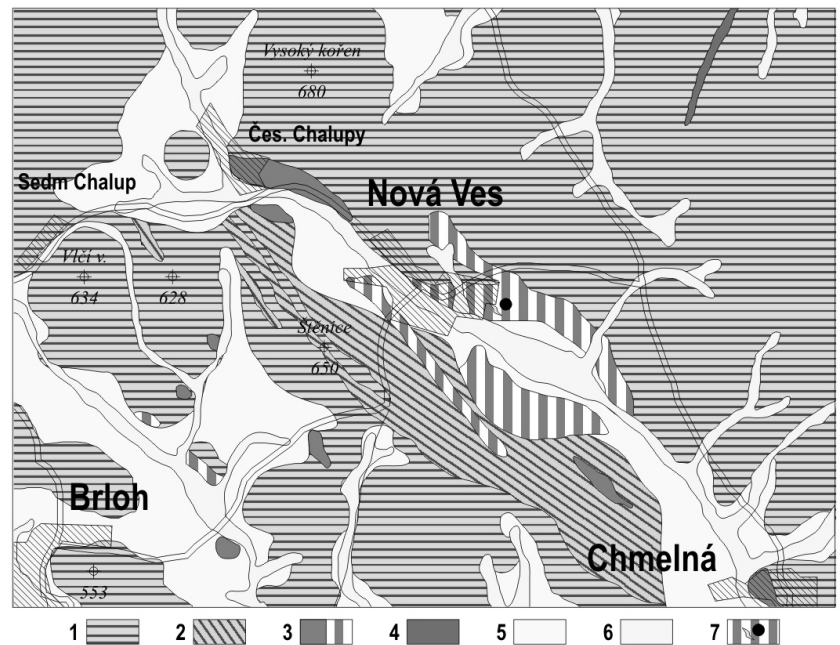 Vysoký kořen
680
Čes. Chalupy
Sedm Chalup
Nová Ves
Vlčí v.
634
628
Štěnice
650
Brloh
Chmelná
553
1
2
3
4
5
6
7